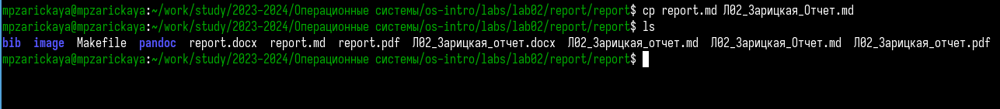 mpzarickaya@mpzarickaya:~/work/study/2023-2024/Операционные системы/os-intro/labs/lab02/report/report$ cp report.md Л02_Зарицкая_Отчет.md
mpzarickaya@mpzarickaya:~/work/study/2023-2024/Операционные системы/os-intro/labs/lab02/report/report$ ls
bib  image  Makefile  pandoc  report.docx  report.md  report.pdf  Л02_Зарицкая_отчет.docx  Л02_Зарицкая_отчет.md  Л02_Зарицкая_Отчет.md  Л02_Зарицкая_отчет.pdf
mpzarickaya@mpzarickaya:~/work/study/2023-2024/Операционные системы/os-intro/labs/lab02/report/report$